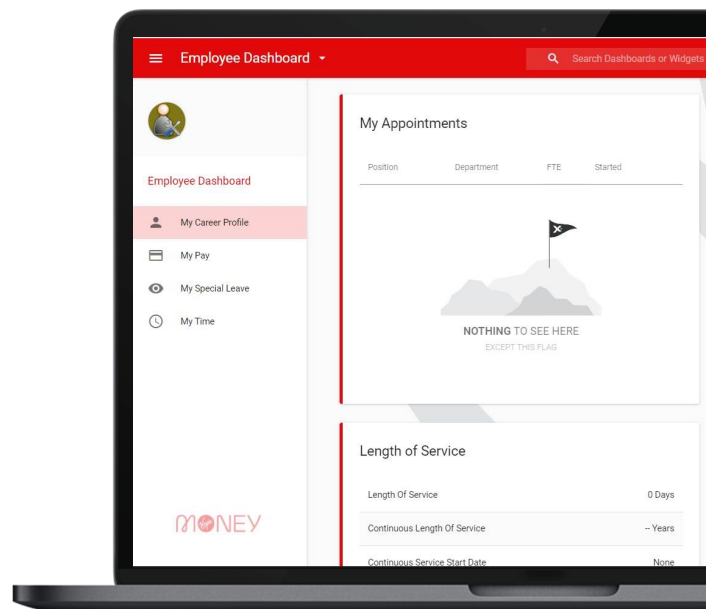 Employee Dashboard
Search Dashboards or Widgets
Employee Dashboard
My Career Profile
My Pay
My Special Leave
My Time
Virgin MONEY
My Appointments
Position Department FTE Started
X
NOTHING TO SEE HERE
EXCEPT THIS FLAG
Length of Service
Length Of Service 0 Days
Continuous Length Of Service -- Years
Continuous Service Start Date None